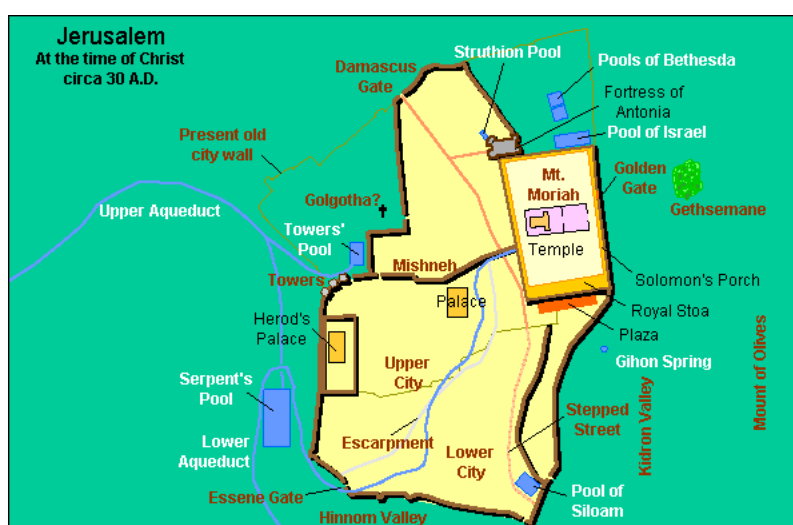 Jerusalem
At the time of Christ
circa 30 A.D.
Struthion Pool
Pools of Bethesda
Damascus
Gate
Fortress of
Antonia
Pool of Israel
Present old
city wall
Mt.
Moriah
Golden
Gate
Golgotha?
Gethsemane
Upper Aqueduct
Towers'
Pool
Temple
Mishneh
Towers
Solomon's Porch
Palace
Royal Stoa
Herod's
Palace
Plaza
Gihon Spring
Upper
City
Serpent's
Pool
Mount of Olives
Kidron Valley
Stepped
Street
Escarpment
Lower
City
Lower
Aqueduct
Essene Gate
Pool of
Siloam
Hinnom Valley